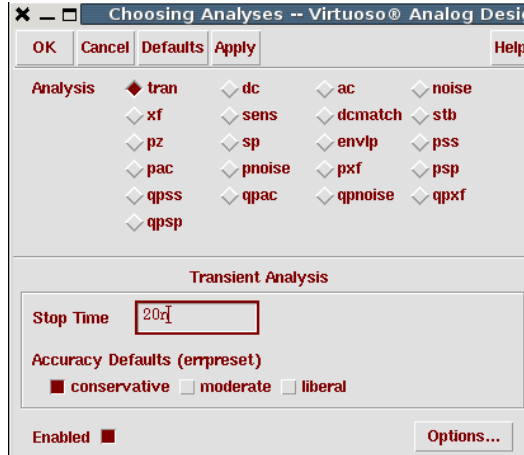 Choosing Analyses -- Virtuoso® Analog Desi
OK Cancel Defaults Apply Help
Analysis tran dc ac noise
xf sens dcmatch stb
pz sp envlp pss
pac pnoise pxf psp
qpss qpac qpnoise qpxf
qpsp
Transient Analysis
Stop Time 20n
Accuracy Defaults (errpreset)
conservative moderate liberal
Enabled Options...